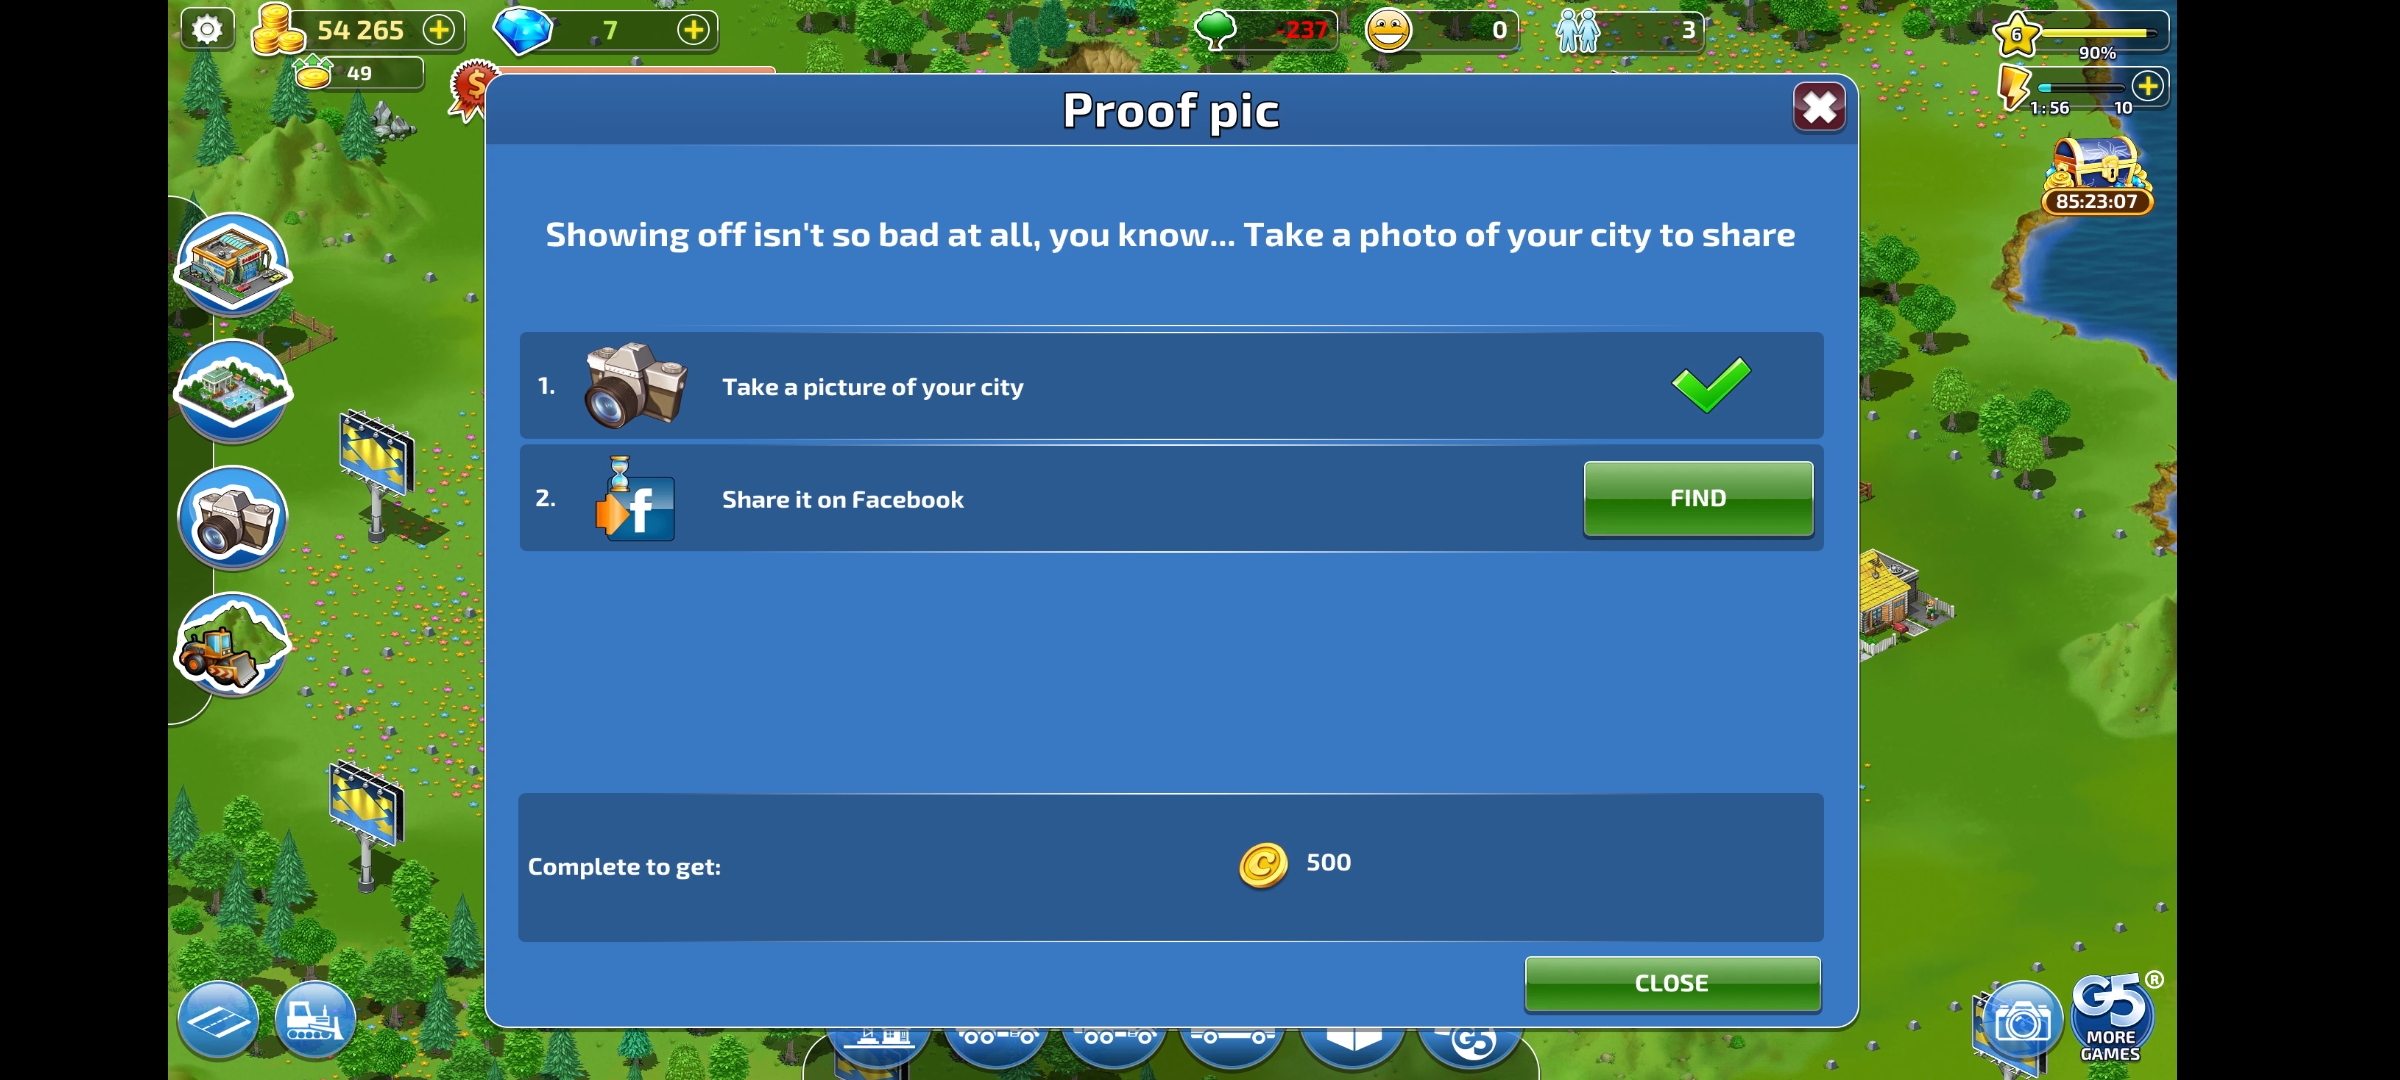 54 265
7
-237
0
3
6
90%
49
1:56
10
85:23:07
Proof pic
Showing off isn't so bad at all, you know... Take a photo of your city to share
1.
Take a picture of your city
2.
f
Share it on Facebook
FIND
Complete to get:
C
500
CLOSE
G5
G5®
MORE
GAMES